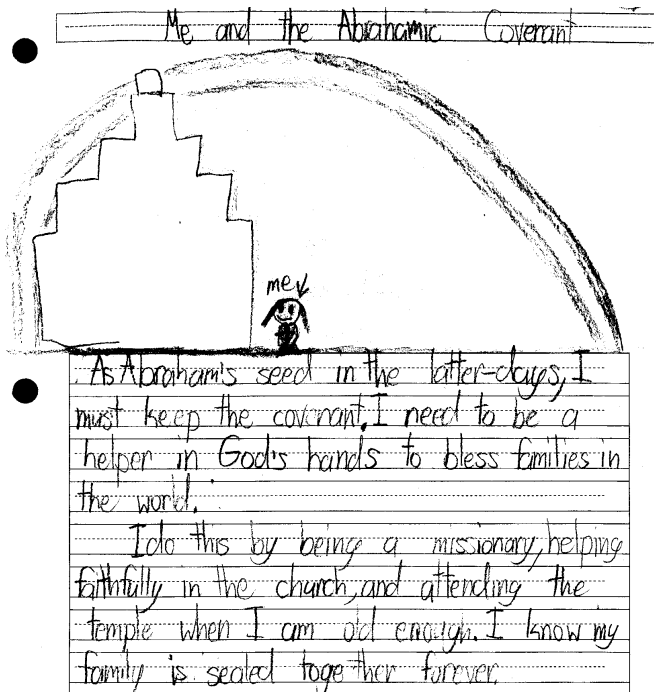 Me and the Abrahamic Covenant
me
As Abraham's seed in the latter-days, I
must keep the covenant. I need to be a
helper in God's hands to bless families in
the world.
I do this by being a missionary, helping
faithfully in the church, and attending the
temple when I am old enough. I know my
family is sealed together forever.